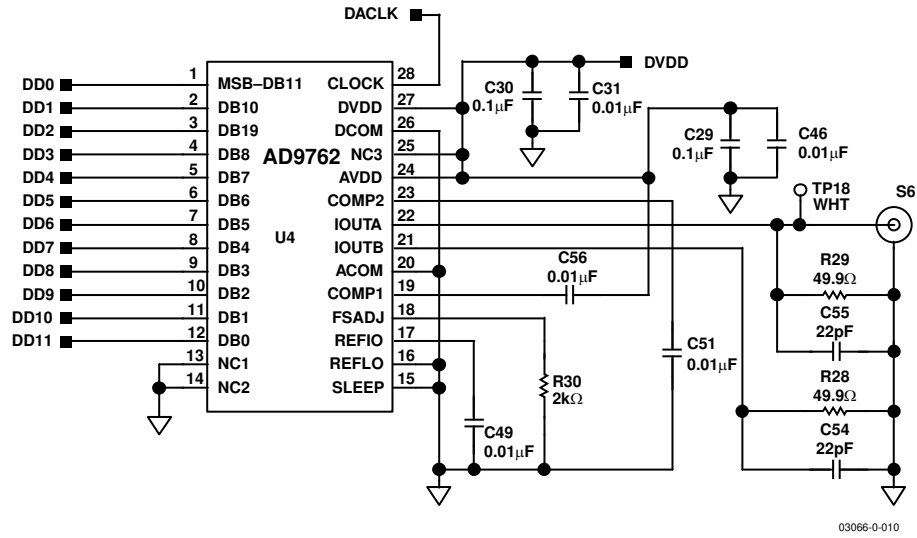 DACLK
DVDD
C30
0.1µF
C31
0.01µF
C29
0.1µF
C46
0.01µF
TP18
WHT
S6
DD0 1 MSB–DB11 CLOCK 28
DD1 2 DB10 DVDD 27
DD2 3 DB19 DCOM 26
DD3 4 DB8 NC3 25
DD4 5 DB7 AVDD 24
DD5 6 DB6 COMP2 23
DD6 7 DB5 IOUTA 22
DD7 8 DB4 IOUTB 21
DD8 9 DB3 ACOM 20
DD9 10 DB2 COMP1 19
DD10 11 DB1 FSADJ 18
DD11 12 DB0 REFIO 17
13 NC1 REFLO 16
14 NC2 SLEEP 15
AD9762
U4
C56
0.01µF
R29
49.9Ω
C55
22pF
C51
0.01µF
R30
2kΩ
R28
49.9Ω
C49
0.01µF
C54
22pF
03066-0-010